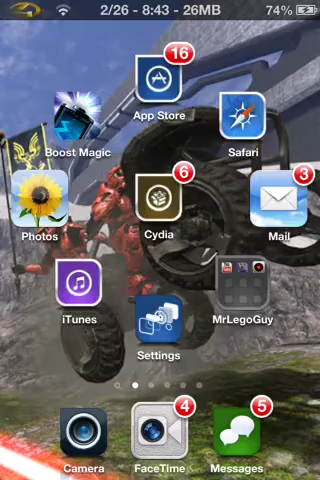 2/26 - 8:43 - 26MB
74%
16
App Store
Boost Magic
Safari
6
3
Photos
Cydia
Mail
iTunes
MrLegoGuy
Settings
4
5
Camera
FaceTime
Messages